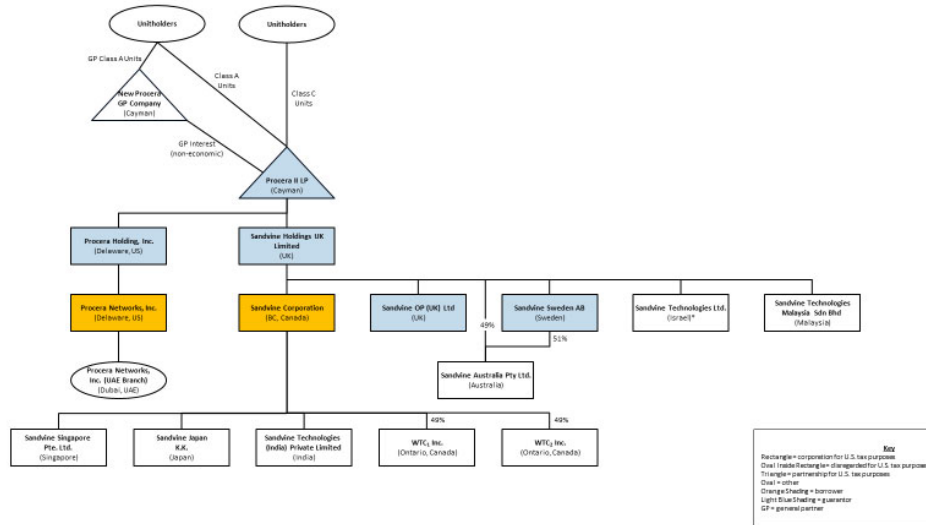 Unitholders
Unitholders
GP Class A Units
Class A
Units
Class C
Units
New Procera
GP Company
(Cayman)
GP Interest
(non-economic)
Procera II LP
(Cayman)
Procera Holding, Inc.
(Delaware, US)
Sandvine Holdings UK
Limited
(UK)
Procera Networks, Inc.
(Delaware, US)
Sandvine Corporation
(BC, Canada)
Sandvine OP (UK) Ltd
(UK)
49%
Sandvine Sweden AB
(Sweden)
Sandvine Technologies Ltd.
(Israel)*
Sandvine Technologies
Malaysia Sdn Bhd
(Malaysia)
51%
Procera Networks,
Inc. (UAE Branch)
(Dubai, UAE)
Sandvine Australia Pty Ltd.
(Australia)
49%
49%
Sandvine Singapore
Pte. Ltd.
(Singapore)
Sandvine Japan
K.K.
(Japan)
Sandvine Technologies
(India) Private Limited
(India)
WTC1 Inc.
(Ontario, Canada)
WTC2 Inc.
(Ontario, Canada)
Key
Rectangle = corporation for U.S. tax purposes
Oval Inside Rectangle = disregarded for U.S. tax purposes
Triangle = partnership for U.S. tax purposes
Oval = other
Orange Shading = borrower
Light Blue Shading = guarantor
GP = general partner